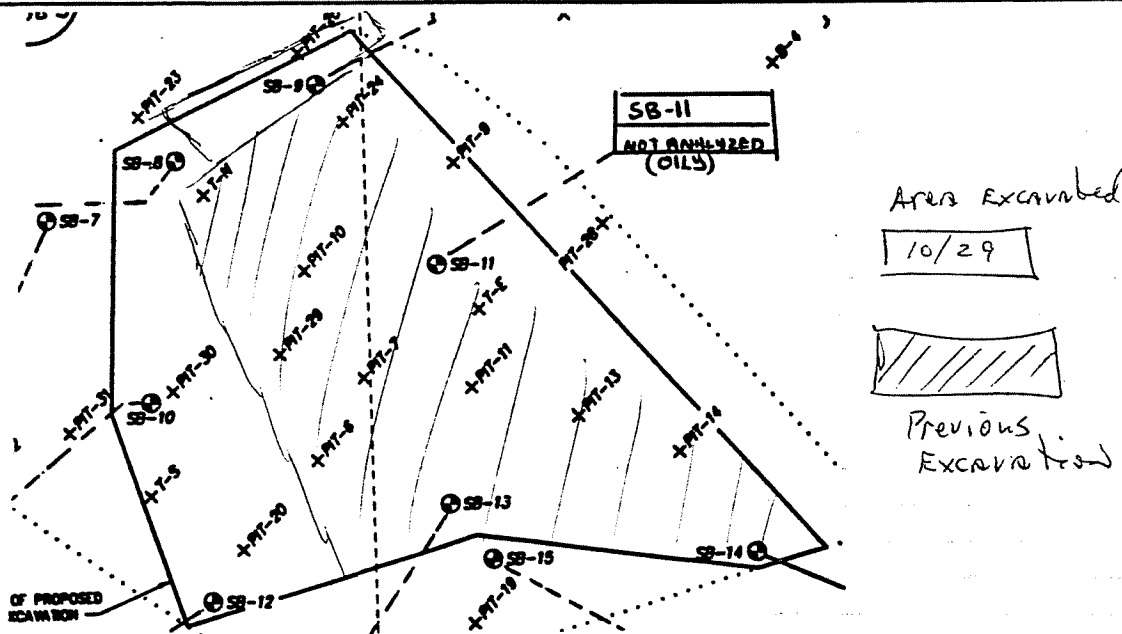 PIT-23
SB-9
PIT-24
B-4
SB-11
NOT ANALYZED
(OILY)
SB-8
PIT-9
T-N
SB-7
Area Excavated
10/29
PIT-10
SB-11
PIT-28
T-E
PIT-29
PIT-7
PIT-11
PIT-30
PIT-31
SB-10
PIT-13
PIT-14
Previous
Excavation
PIT-6
T-S
SB-13
PIT-20
SB-15
SB-14
OF PROPOSED
XCAVATION
SB-12
PIT-19